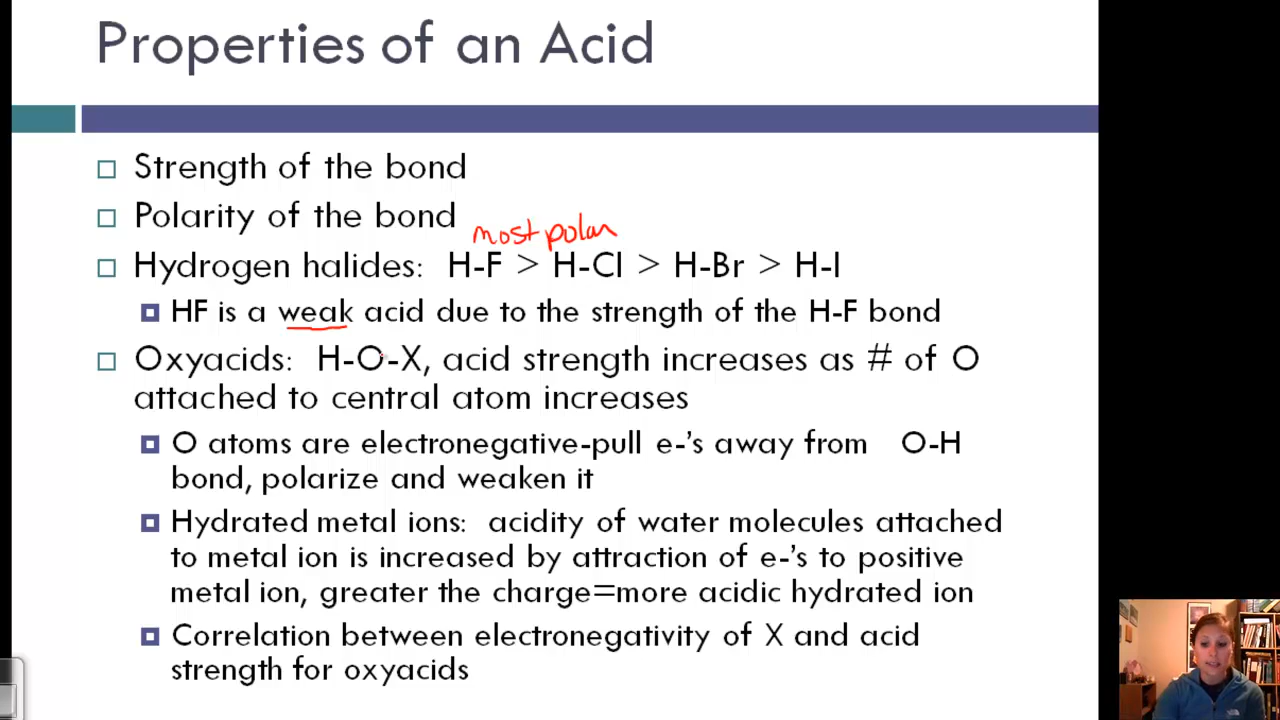 Properties of an Acid
Strength of the bond
Polarity of the bond
most polar
Hydrogen halides: H-F > H-Cl > H-Br > H-I
HF is a weak acid due to the strength of the H-F bond
Oxyacids: H-O-X, acid strength increases as # of O
attached to central atom increases
O atoms are electronegative-pull e-'s away from O-H
bond, polarize and weaken it
Hydrated metal ions: acidity of water molecules attached
to metal ion is increased by attraction of e-'s to positive
metal ion, greater the charge=more acidic hydrated ion
Correlation between electronegativity of X and acid
strength for oxyacids